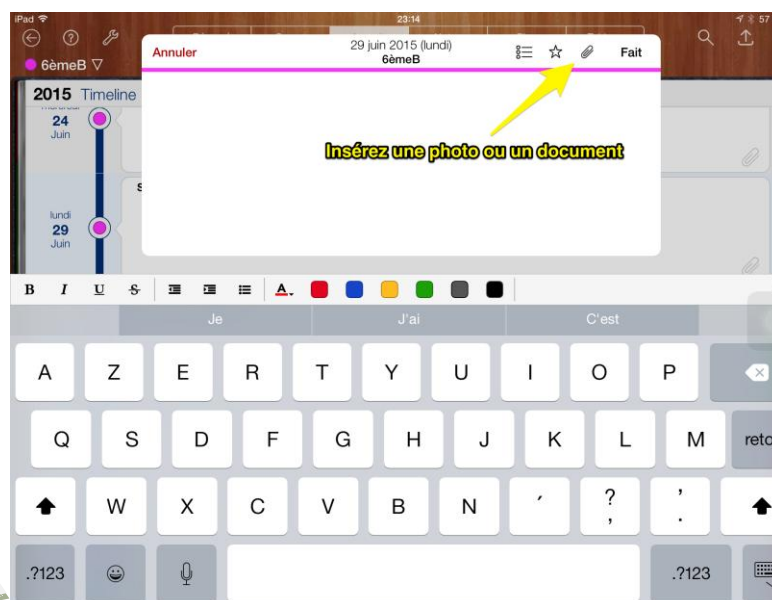 iPad 23:14 57
6èmeB ▽
Annuler
29 juin 2015 (lundi)
6èmeB
Fait
2015 Timeline
24
Juin
Insérez une photo ou un document
lundi
29
Juin
B I U S A
Je J'ai C'est
A Z E R T Y U I O P
Q S D F G H J K L M
W X C V B N ´ ? , ' .
.?123 .?123